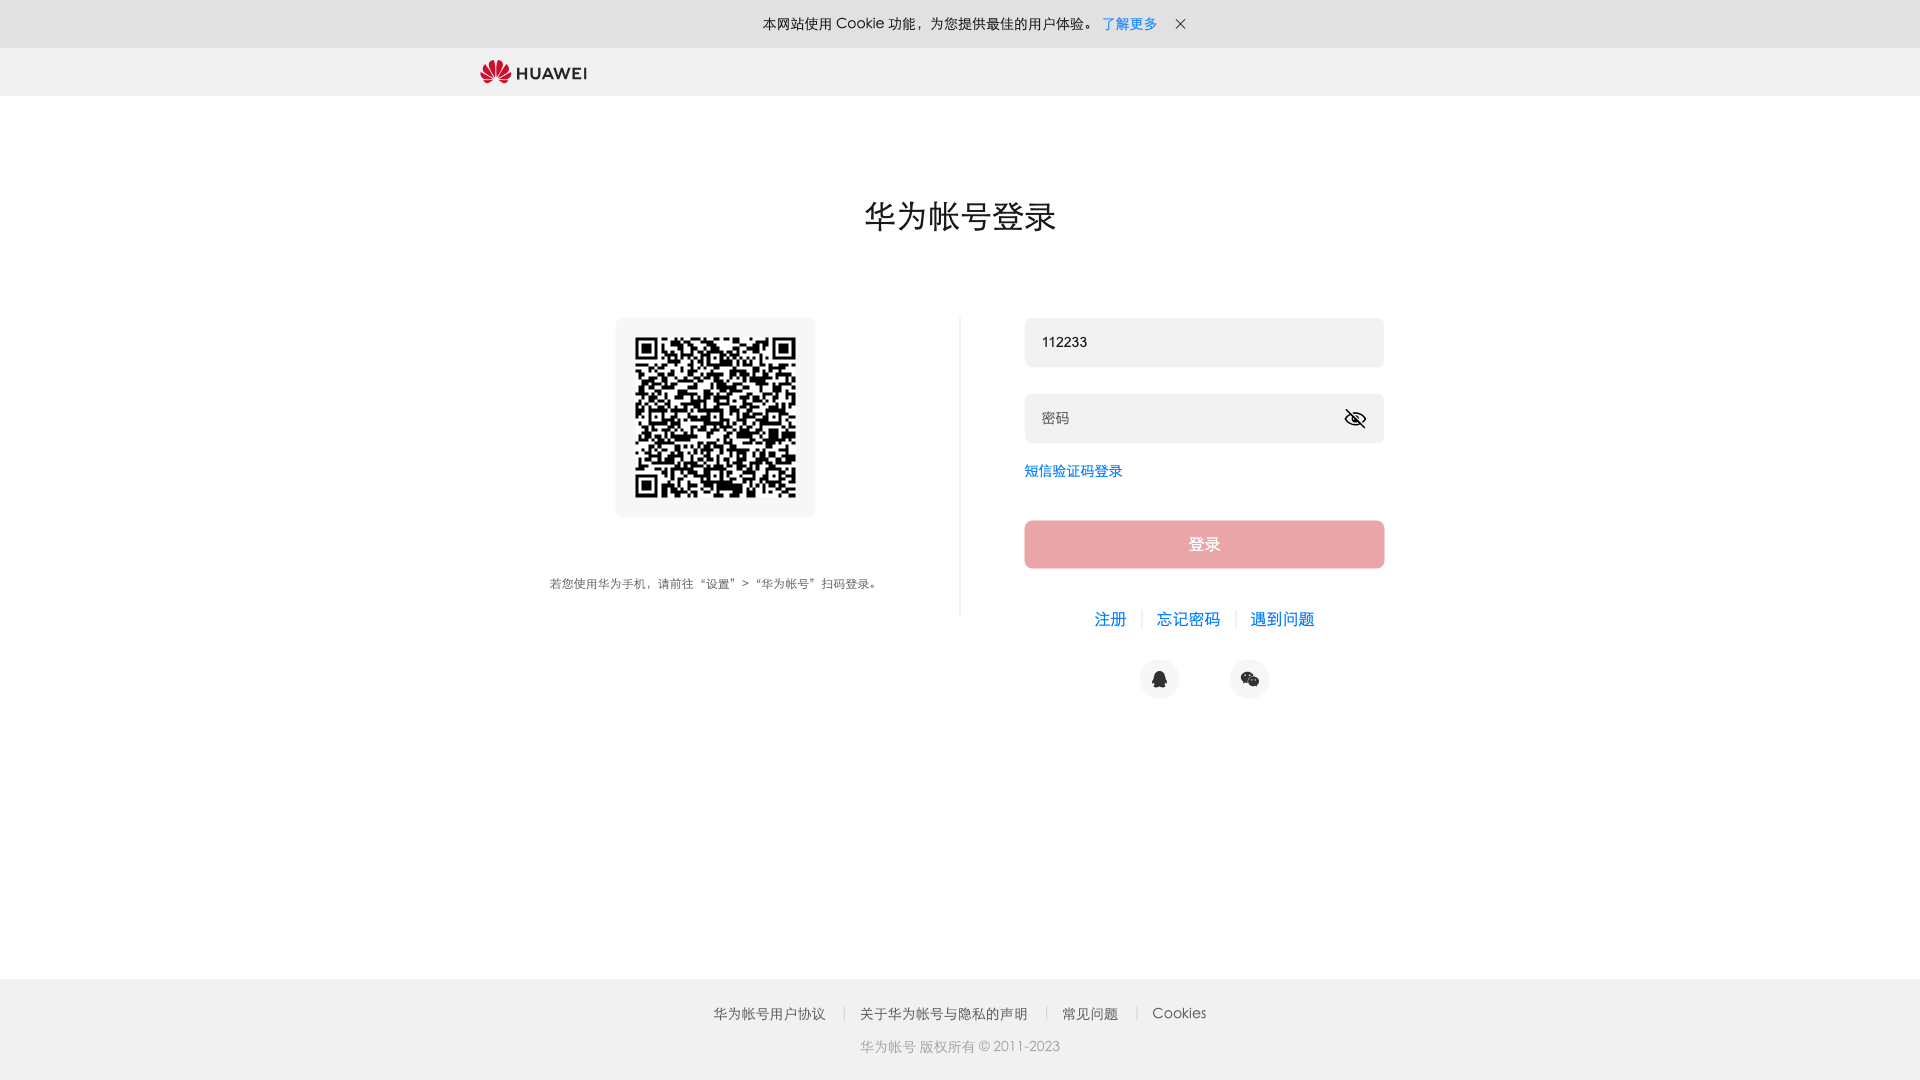 本网站使用 Cookie 功能，为您提供最佳的用户体验。 了解更多
HUAWEI
华为帐号登录
112233
密码
短信验证码登录
登录
若您使用华为手机，请前往“设置” > “华为帐号”扫码登录。
注册 忘记密码 遇到问题
华为帐号用户协议 关于华为帐号与隐私的声明 常见问题 Cookies
华为帐号 版权所有 © 2011-2023